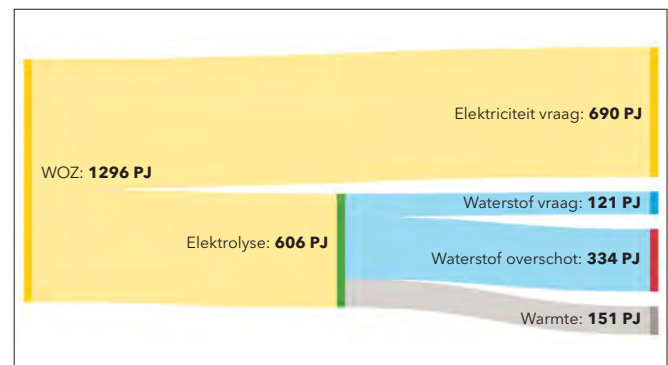 Elektriciteit vraag: 690 PJ
WOZ: 1296 PJ
Waterstof vraag: 121 PJ
Elektrolyse: 606 PJ
Waterstof overschot: 334 PJ
Warmte: 151 PJ